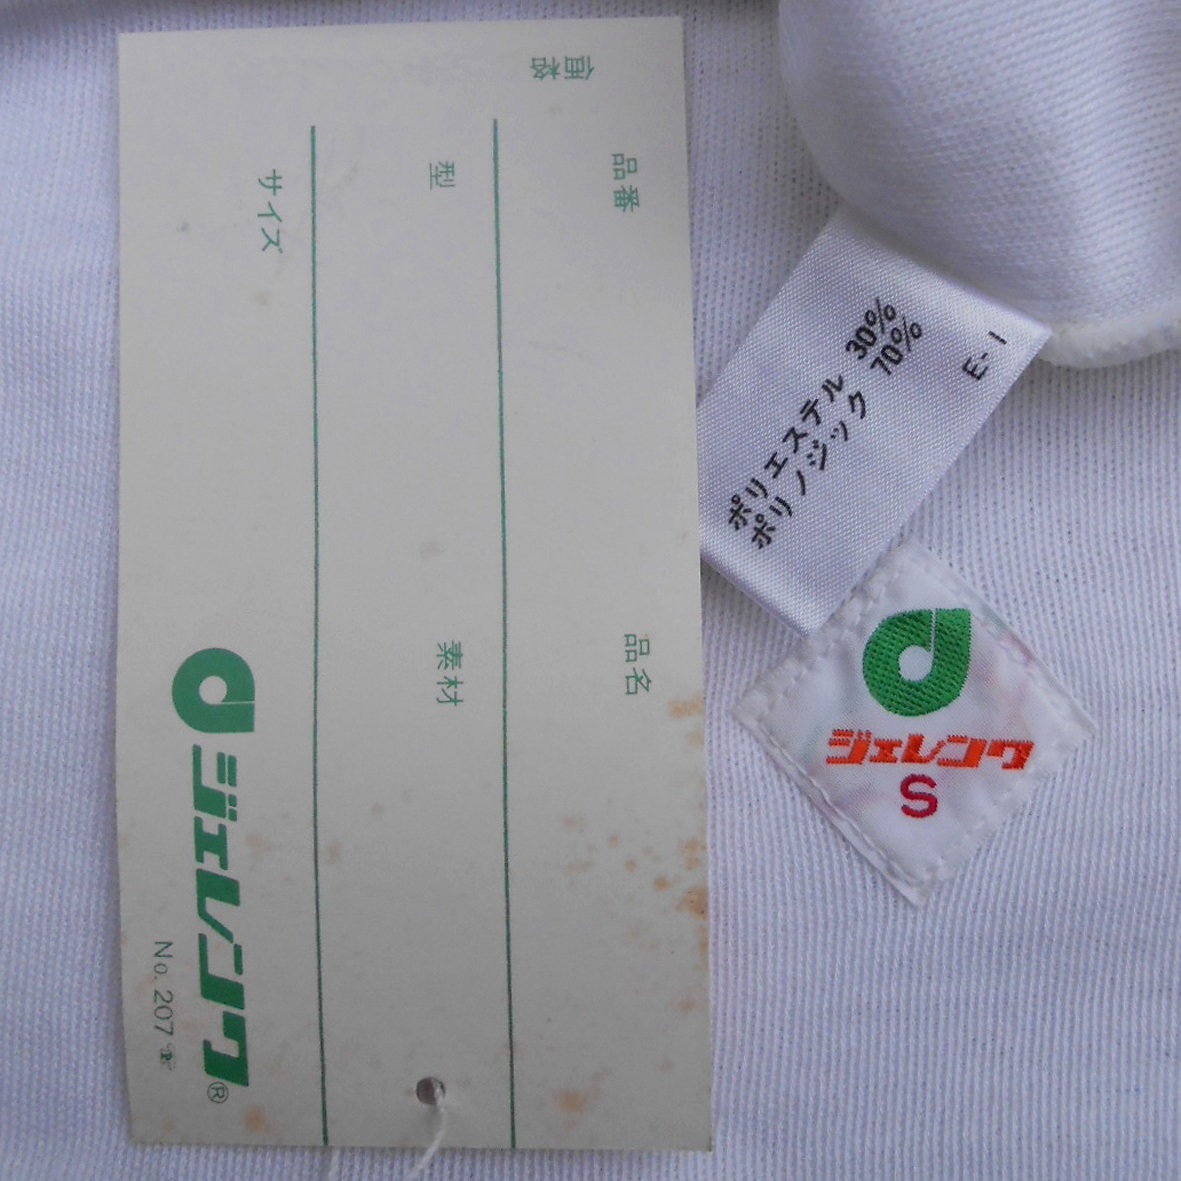 価格
品番
品名
型
素材
サイズ
ジェレンク®
No. 207
ポリエステル 30%
ポリノジック 70%
E-1
ジェレンク
S